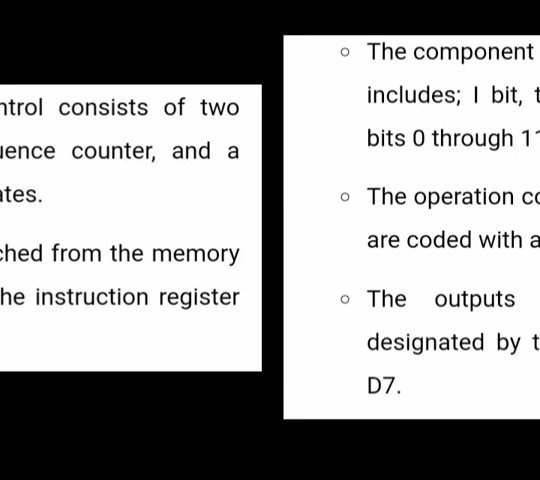 ntrol consists of two
uence counter, and a
ates.
ched from the memory
he instruction register
The component
includes; I bit, t
bits 0 through 11
The operation co
are coded with a
The outputs
designated by t
D7.